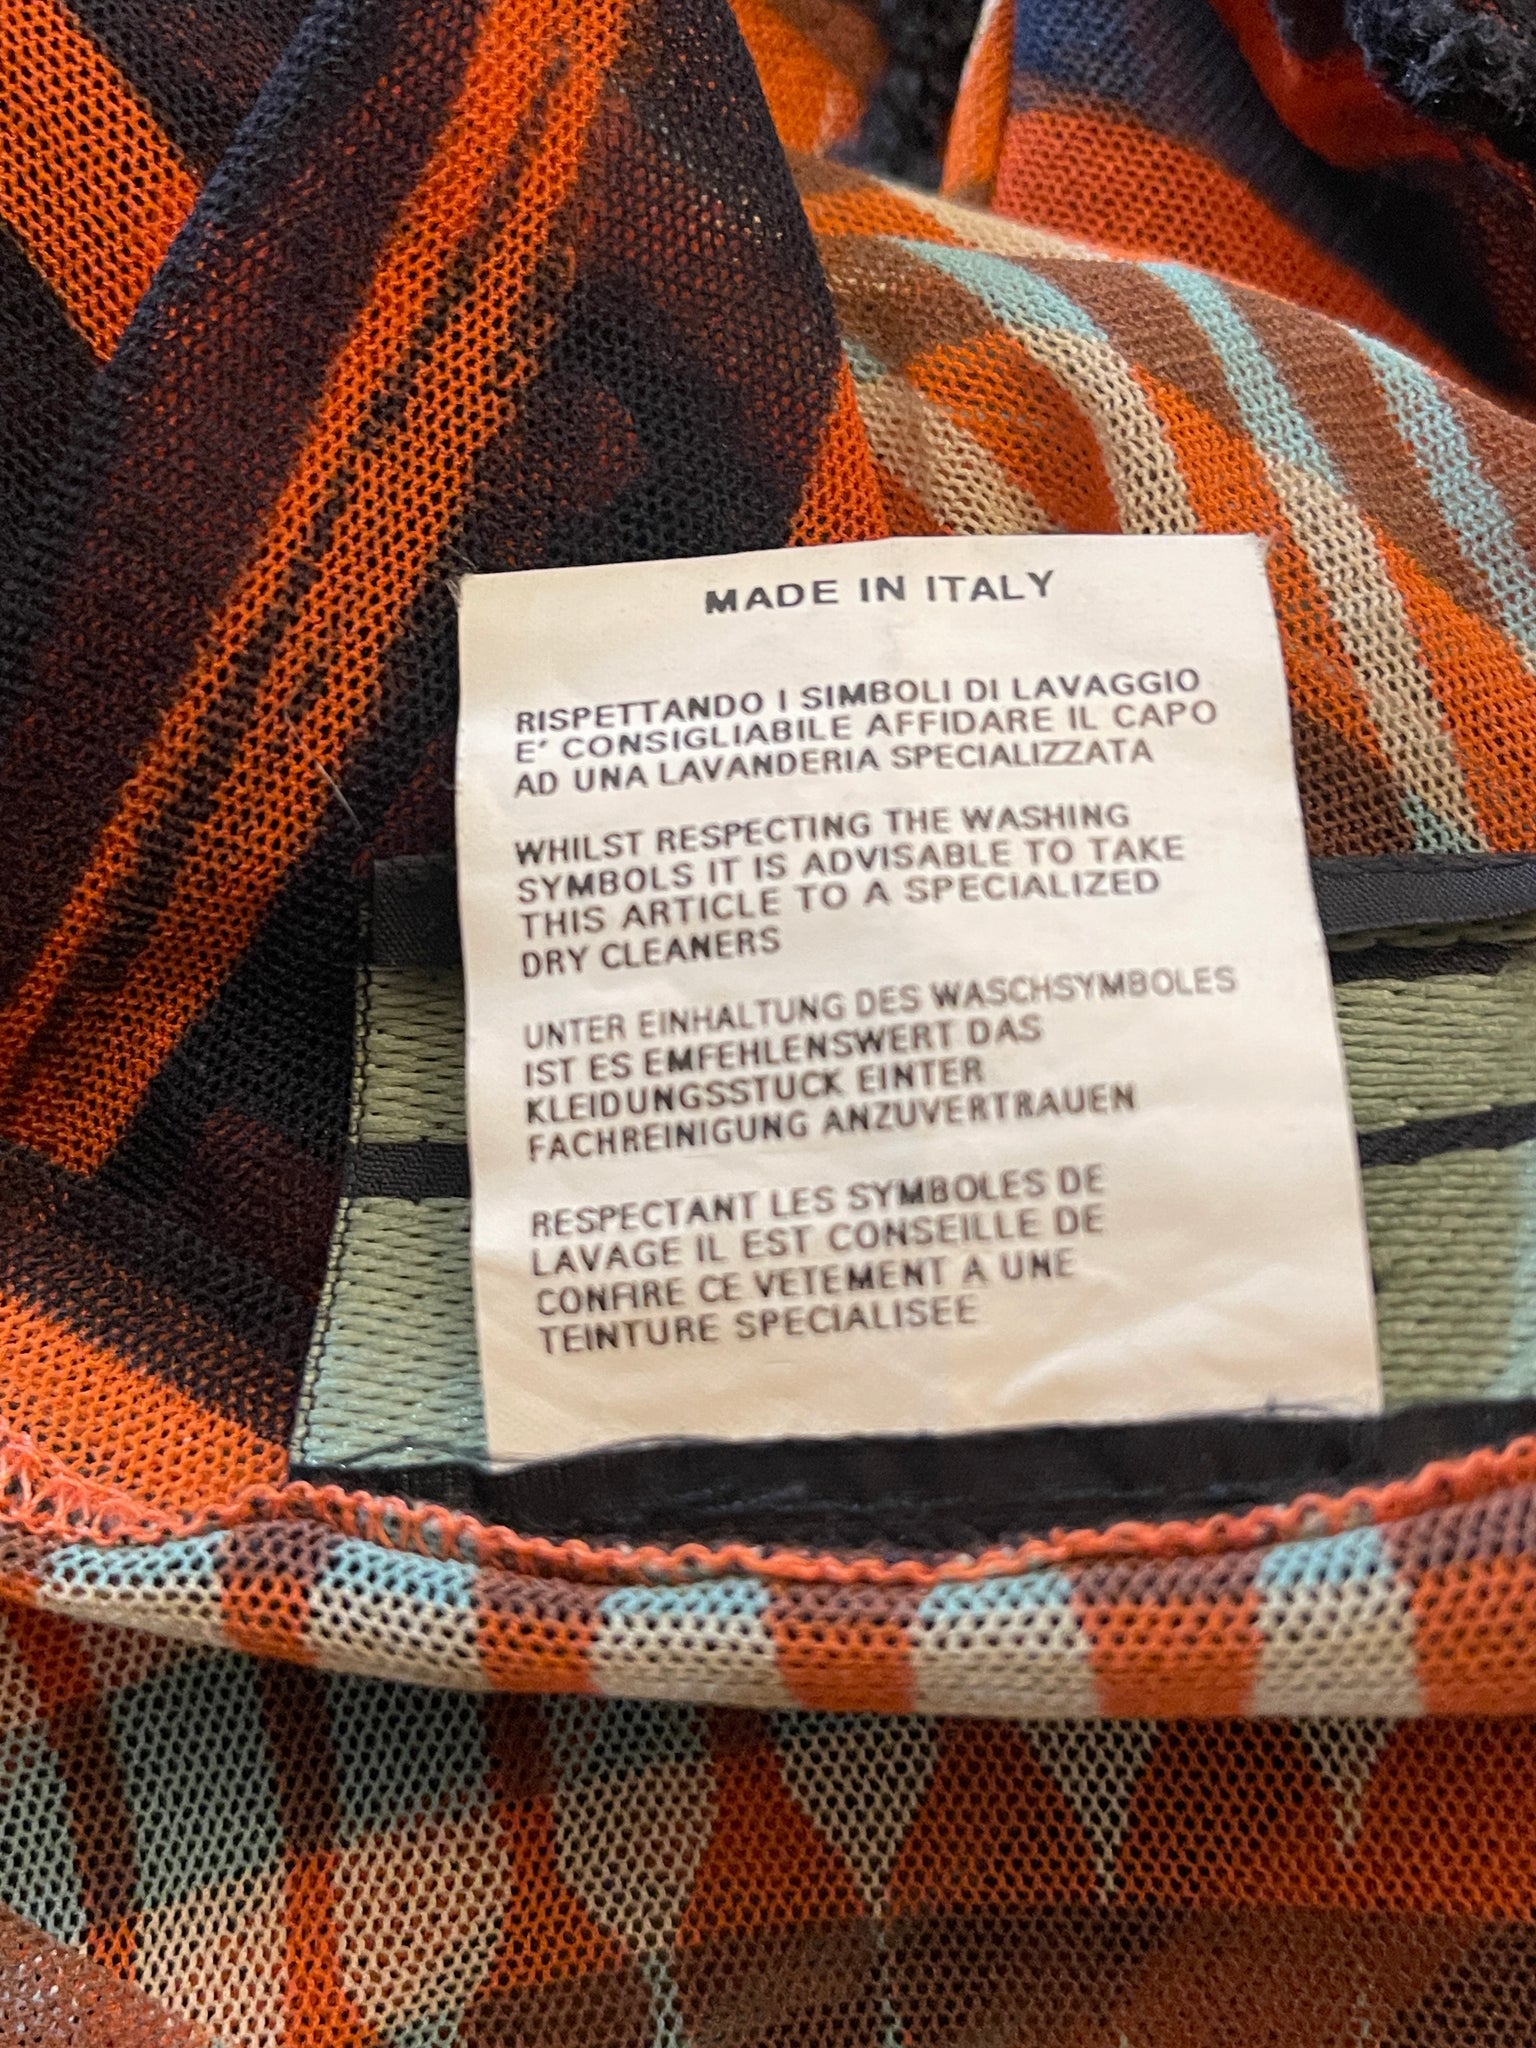 MADE IN ITALY
RISPETTANDO I SIMBOLI DI LAVAGGIO
E' CONSIGLIABILE AFFIDARE IL CAPO
AD UNA LAVANDERIA SPECIALIZZATA
WHILST RESPECTING THE WASHING
SYMBOLS IT IS ADVISABLE TO TAKE
THIS ARTICLE TO A SPECIALIZED
DRY CLEANERS
UNTER EINHALTUNG DES WASCHSYMBOLES
IST ES EMFEHLENSWERT DAS
KLEIDUNGSSTUCK EINTER
FACHREINIGUNG ANZUVERTRAUEN
RESPECTANT LES SYMBOLES DE
LAVAGE IL EST CONSEILLE DE
CONFIRE CE VETEMENT A UNE
TEINTURE SPECIALISEE